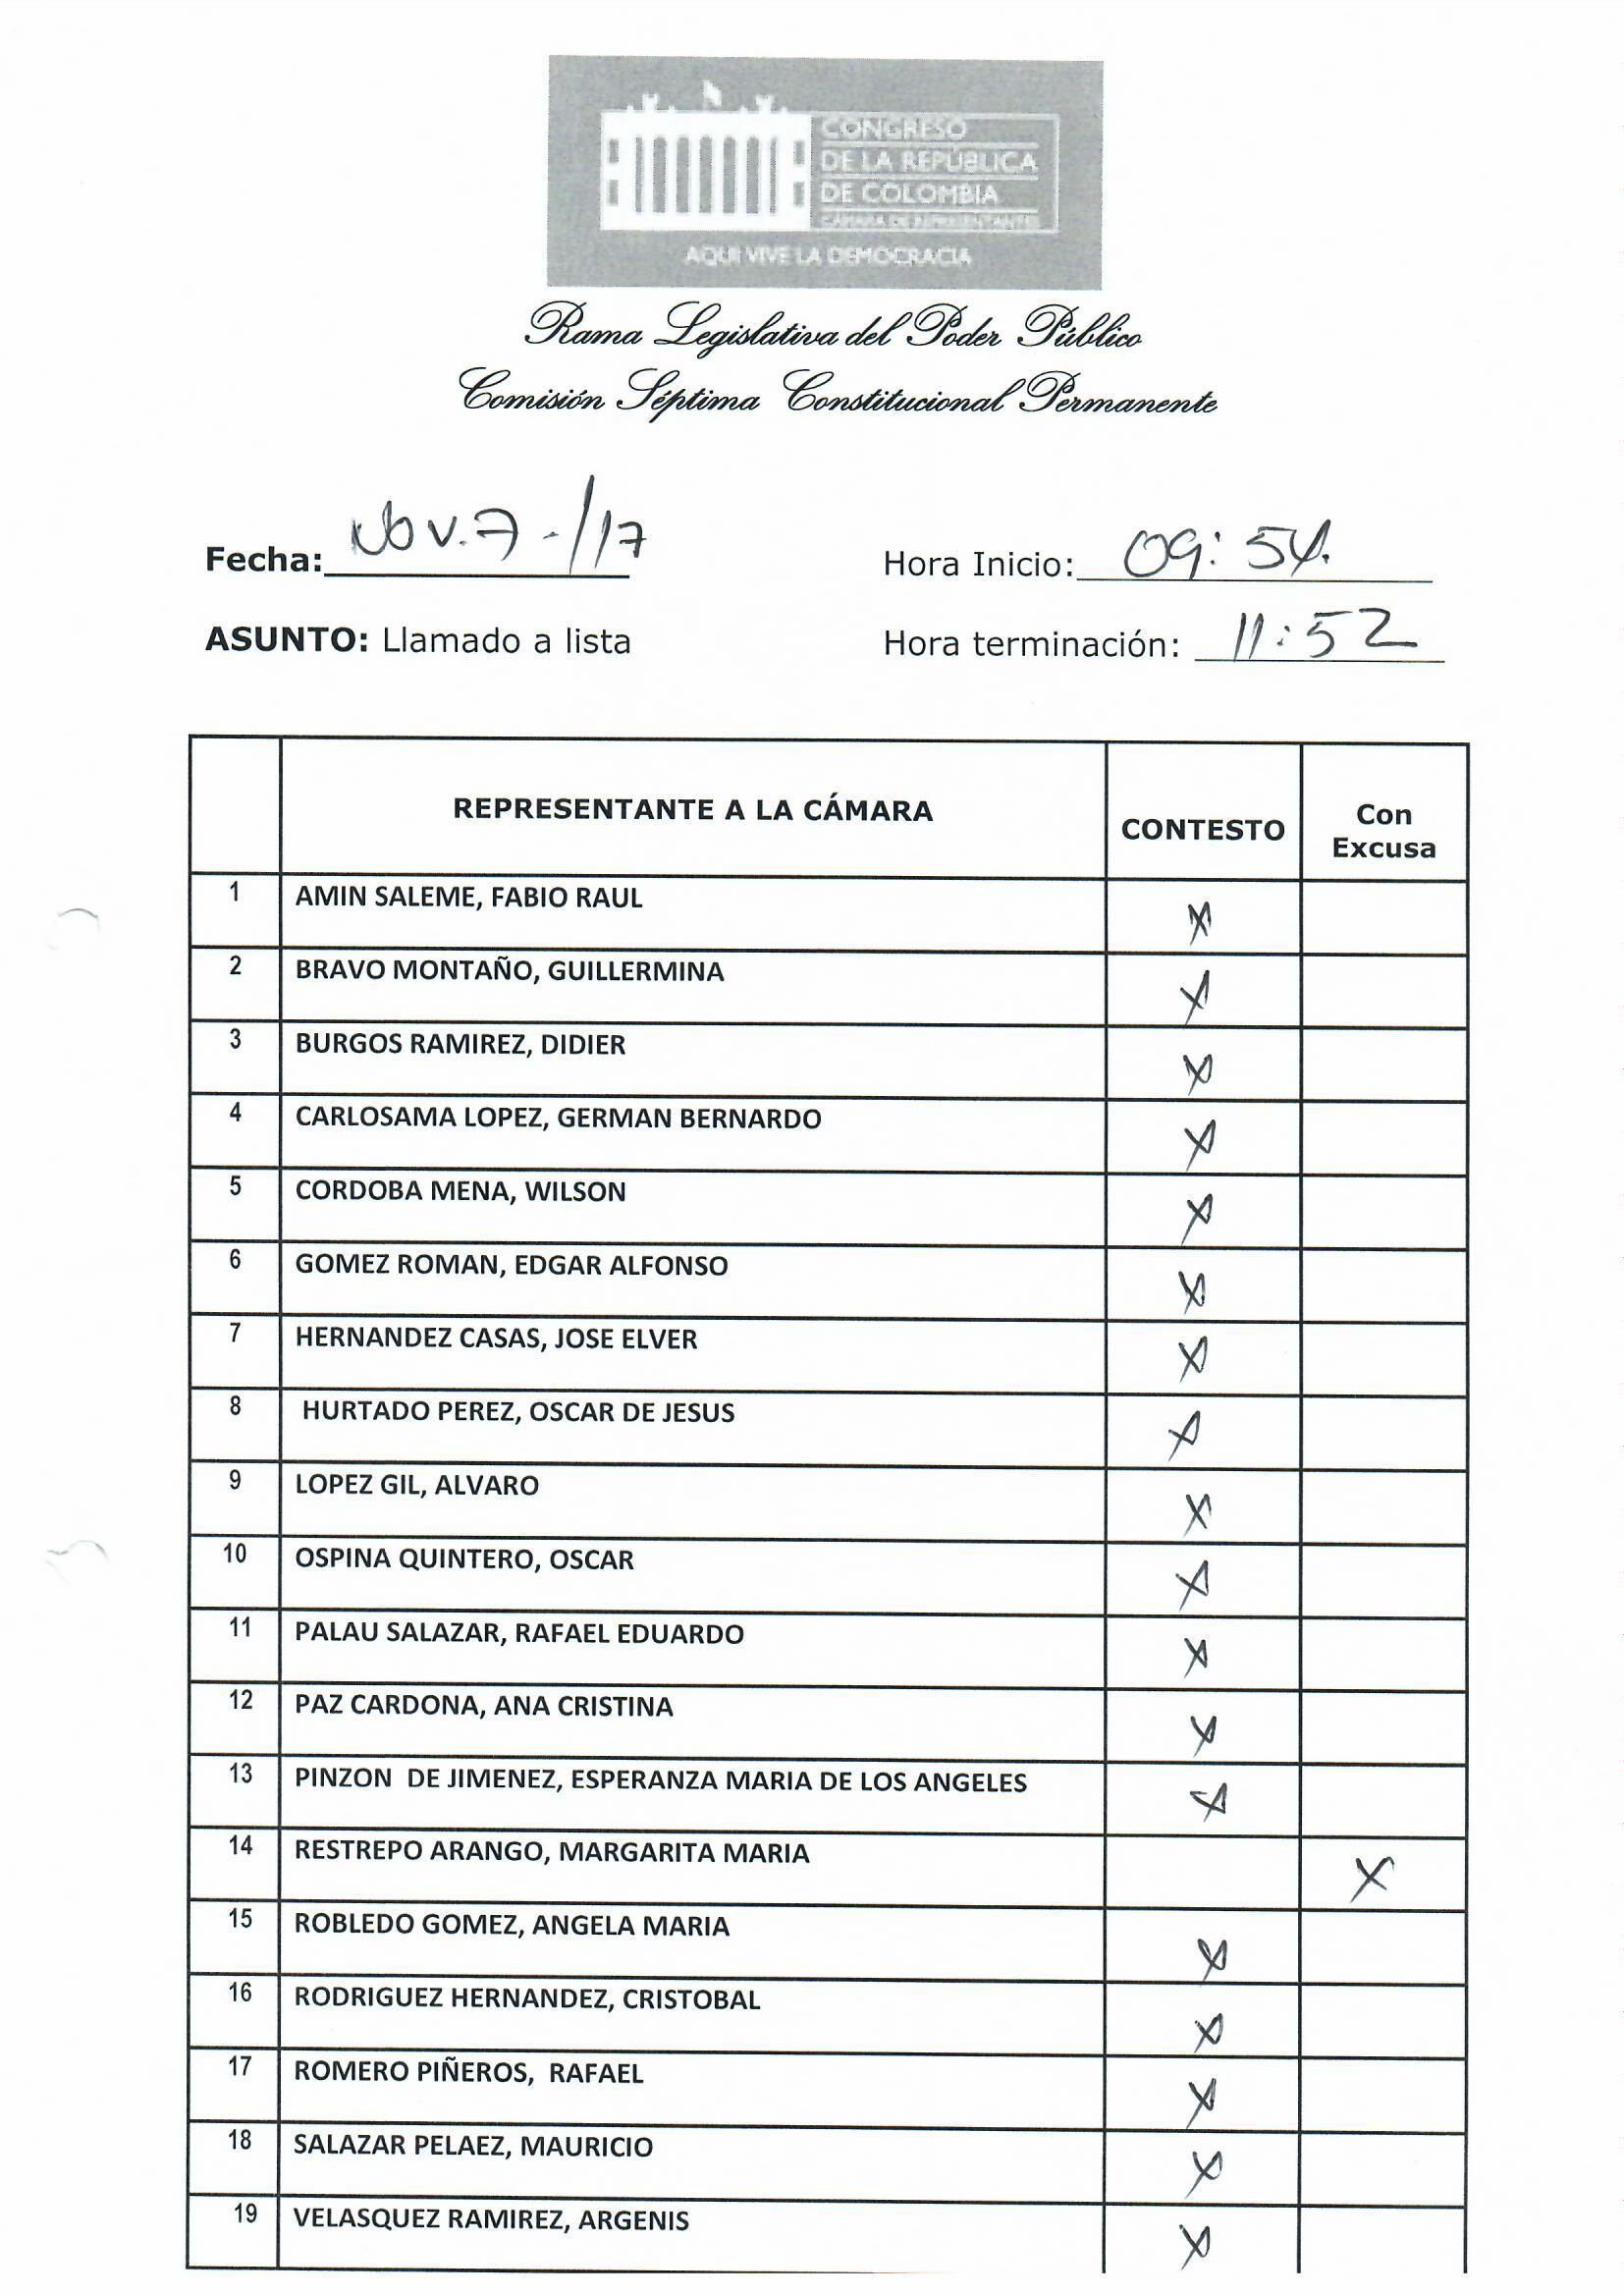 CONGRESO
DE LA REPÚBLICA
DE COLOMBIA
CÁMARA DE REPRESENTANTES
AQUI VIVE LA DEMOCRACIA
Rama Legislativa del Poder Público
Comisión Séptima Constitucional Permanente
Fecha: Nov. 7 - /17 Hora Inicio: 09:54.
ASUNTO: Llamado a lista Hora terminación: 11:52
REPRESENTANTE A LA CÁMARA CONTESTO Con Excusa
1 AMIN SALEME, FABIO RAUL X
2 BRAVO MONTAÑO, GUILLERMINA X
3 BURGOS RAMIREZ, DIDIER X
4 CARLOSAMA LOPEZ, GERMAN BERNARDO X
5 CORDOBA MENA, WILSON X
6 GOMEZ ROMAN, EDGAR ALFONSO X
7 HERNANDEZ CASAS, JOSE ELVER X
8 HURTADO PEREZ, OSCAR DE JESUS X
9 LOPEZ GIL, ALVARO X
10 OSPINA QUINTERO, OSCAR X
11 PALAU SALAZAR, RAFAEL EDUARDO X
12 PAZ CARDONA, ANA CRISTINA X
13 PINZON DE JIMENEZ, ESPERANZA MARIA DE LOS ANGELES X
14 RESTREPO ARANGO, MARGARITA MARIA X
15 ROBLEDO GOMEZ, ANGELA MARIA X
16 RODRIGUEZ HERNANDEZ, CRISTOBAL X
17 ROMERO PIÑEROS, RAFAEL X
18 SALAZAR PELAEZ, MAURICIO X
19 VELASQUEZ RAMIREZ, ARGENIS X